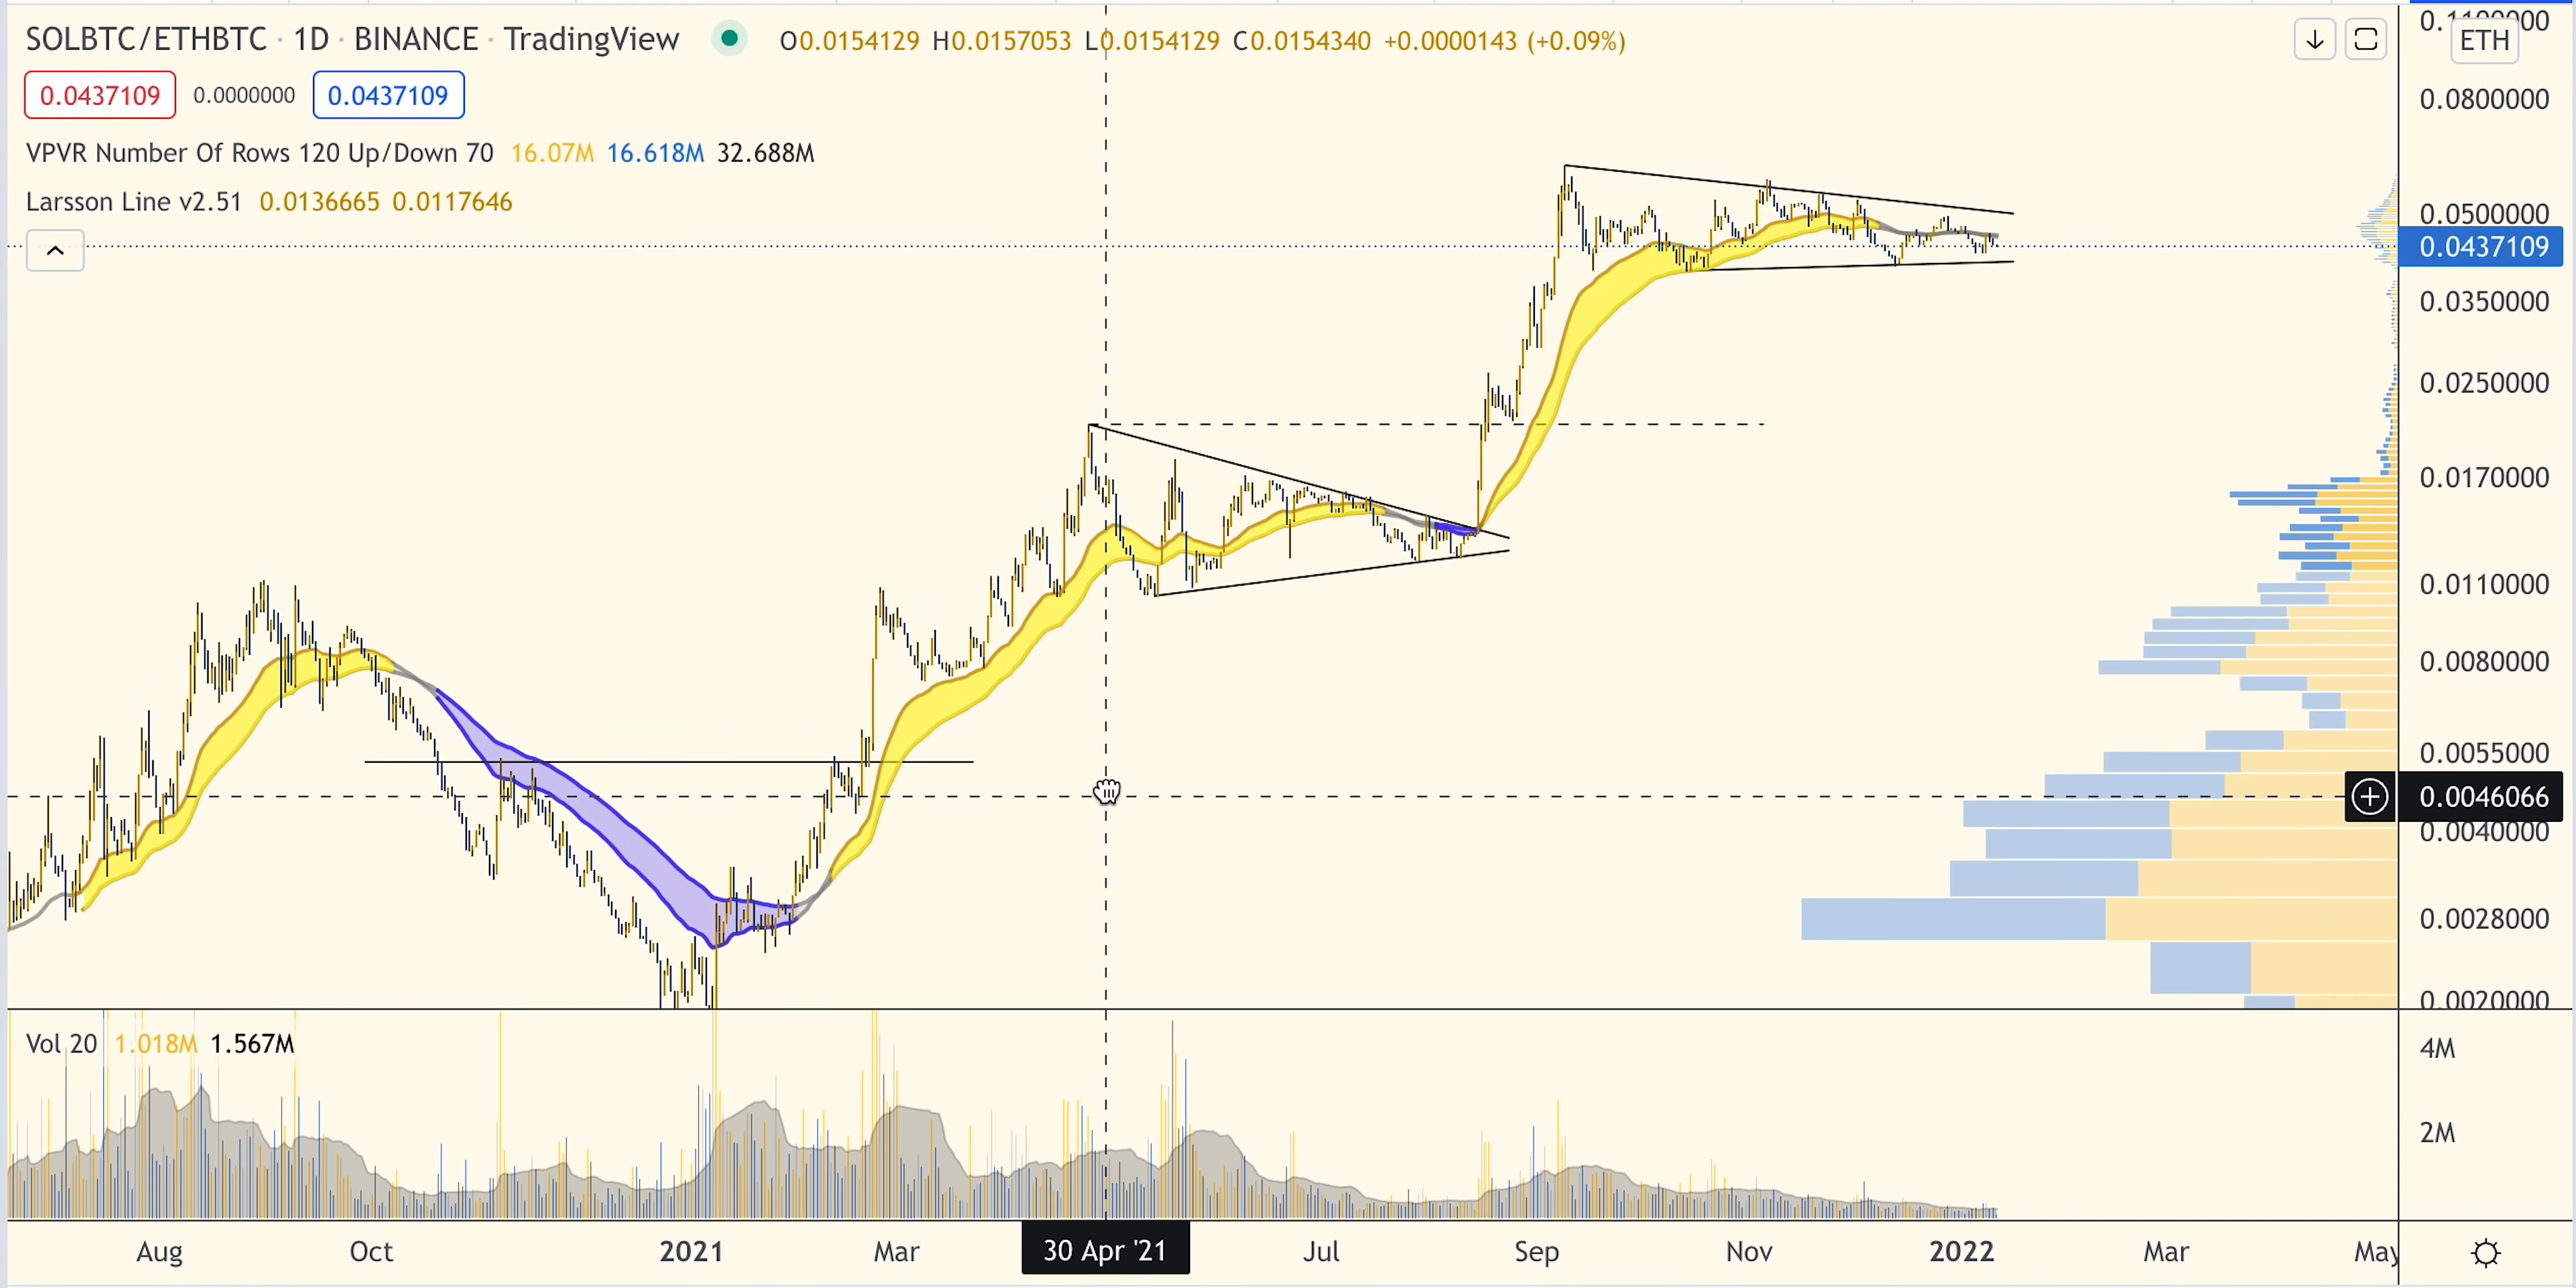 SOLBTC/ETHBTC · 1D · BINANCE · TradingView O0.0154129 H0.0157053 L0.0154129 C0.0154340 +0.0000143 (+0.09%)
0.0437109 0.0000000 0.0437109
VPVR Number Of Rows 120 Up/Down 70 16.07M 16.618M 32.688M
Larsson Line v2.51 0.0136665 0.0117646
ETH
0.0800000
0.0500000
0.0437109
0.0350000
0.0250000
0.0170000
0.0110000
0.0080000
0.0055000
0.0046066
0.0040000
0.0028000
0.0020000
Vol 20 1.018M 1.567M
4M
2M
Aug Oct 2021 Mar 30 Apr '21 Jul Sep Nov 2022 Mar May